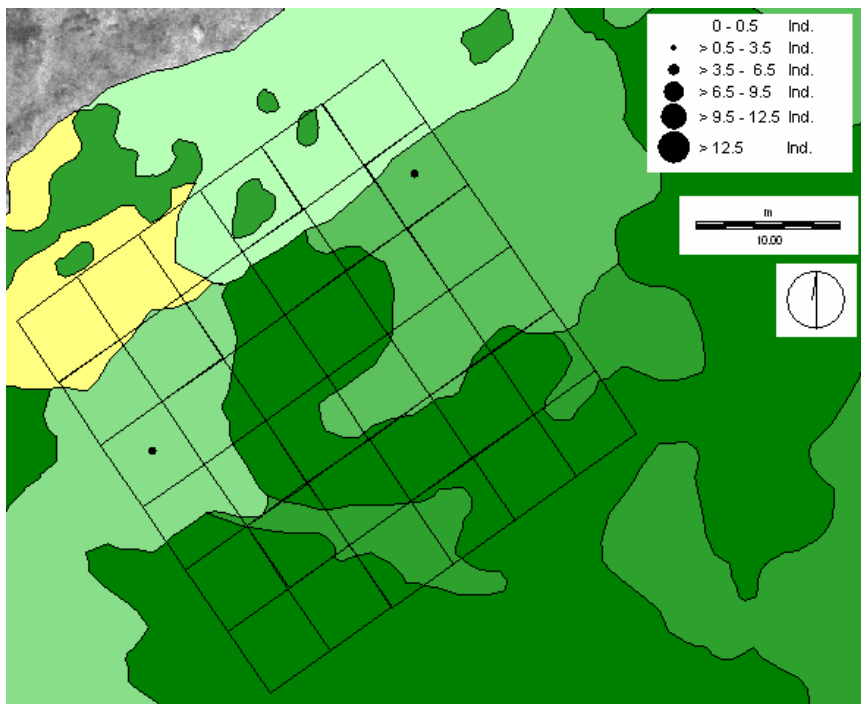 0 - 0.5 Ind.
> 0.5 - 3.5 Ind.
> 3.5 - 6.5 Ind.
> 6.5 - 9.5 Ind.
> 9.5 - 12.5 Ind.
> 12.5 Ind.
m
10.00